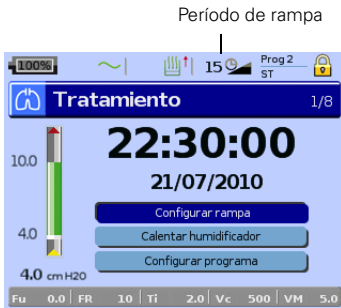 Período de rampa
100% 15 Prog 2
ST
Tratamiento 1/8
10.0
22:30:00
21/07/2010
Configurar rampa
4.0 Calentar humidificador
Configurar programa
4.0 cmH2O
Fu 0.0 FR 10 Ti 2.0 Vc 500 VM 5.0